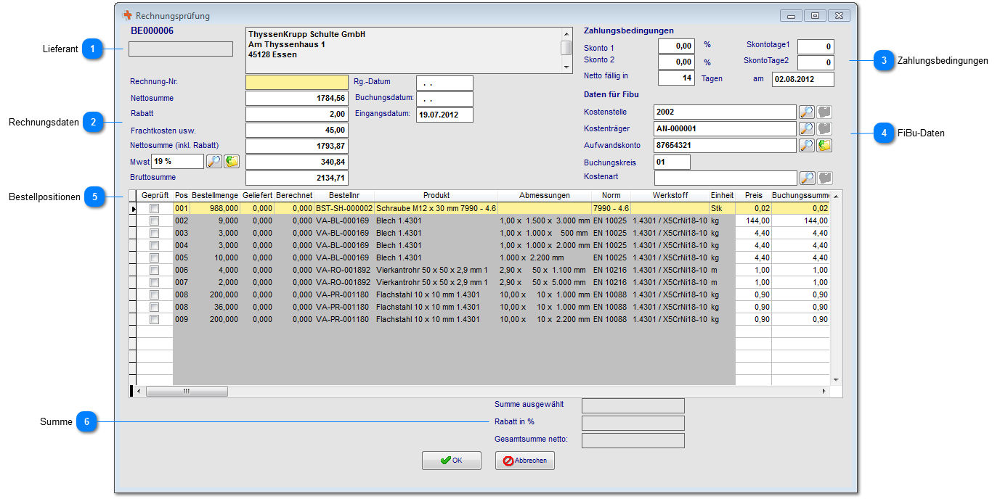 Rechnungsprüfung
BE000006
ThyssenKrupp Schulte GmbH
Am Thyssenhaus 1
45128 Essen
Lieferant 1
Rechnung-Nr.
Rg.-Datum . .
Nettosumme 1784,56
Buchungsdatum: . .
Rabatt 2,00
Eingangsdatum: 19.07.2012
Frachtkosten usw. 45,00
Nettosumme (inkl. Rabatt) 1793,87
Mwst 19 % 340,84
Bruttosumme 2134,71
Rechnungsdaten 2
Zahlungsbedingungen
Skonto 1 0,00 % Skontotage1 0
Skonto 2 0,00 % SkontoTage2 0
Netto fällig in 14 Tagen am 02.08.2012
3 Zahlungsbedingungen
Daten für Fibu
Kostenstelle 2002
Kostenträger AN-000001
Aufwandskonto 87654321
Buchungskreis 01
Kostenart
4 FiBu-Daten
Bestellpositionen 5
Geprüft Pos Bestellmenge Geliefert Berechnet Bestellnr Produkt Abmessungen Norm Werkstoff Einheit Preis Buchungssumme
001 988,000 0,000 0,000 BST-SH-000002 Schraube M12 x 30 mm 7990 - 4.6 7990 - 4.6 Stk 0,02 0,02
002 9,000 0,000 0,000 VA-BL-000169 Blech 1.4301 1,00 x 1.500 x 3.000 mm EN 10025 1.4301 / X5CrNi18-10 kg 144,00 144,00
003 3,000 0,000 0,000 VA-BL-000169 Blech 1.4301 1,00 x 1.000 x 500 mm EN 10025 1.4301 / X5CrNi18-10 kg 4,40 4,40
004 3,000 0,000 0,000 VA-BL-000169 Blech 1.4301 1,00 x 1.000 x 2.000 mm EN 10025 1.4301 / X5CrNi18-10 kg 4,40 4,40
005 10,000 0,000 0,000 VA-BL-000169 Blech 1.4301 1.000 x 2.200 mm EN 10025 1.4301 / X5CrNi18-10 kg 4,40 4,40
006 4,000 0,000 0,000 VA-RO-001892 Vierkantrohr 50 x 50 x 2,9 mm 1 2,90 x 50 x 1.100 mm EN 10216 1.4301 / X5CrNi18-10 m 1,00 1,00
007 2,000 0,000 0,000 VA-RO-001892 Vierkantrohr 50 x 50 x 2,9 mm 1 2,90 x 50 x 5.000 mm EN 10216 1.4301 / X5CrNi18-10 m 1,00 1,00
008 200,000 0,000 0,000 VA-PR-001180 Flachstahl 10 x 10 mm 1.4301 10,00 x 10 x 1.000 mm EN 10088 1.4301 / X5CrNi18-10 kg 0,90 0,90
008 36,000 0,000 0,000 VA-PR-001180 Flachstahl 10 x 10 mm 1.4301 10,00 x 10 x 1.000 mm EN 10088 1.4301 / X5CrNi18-10 kg 0,90 0,90
009 200,000 0,000 0,000 VA-PR-001180 Flachstahl 10 x 10 mm 1.4301 10,00 x 10 x 2.200 mm EN 10088 1.4301 / X5CrNi18-10 kg 0,90 0,90
Summe ausgewählt
Summe 6 Rabatt in %
Gesamtsumme netto:
OK Abbrechen